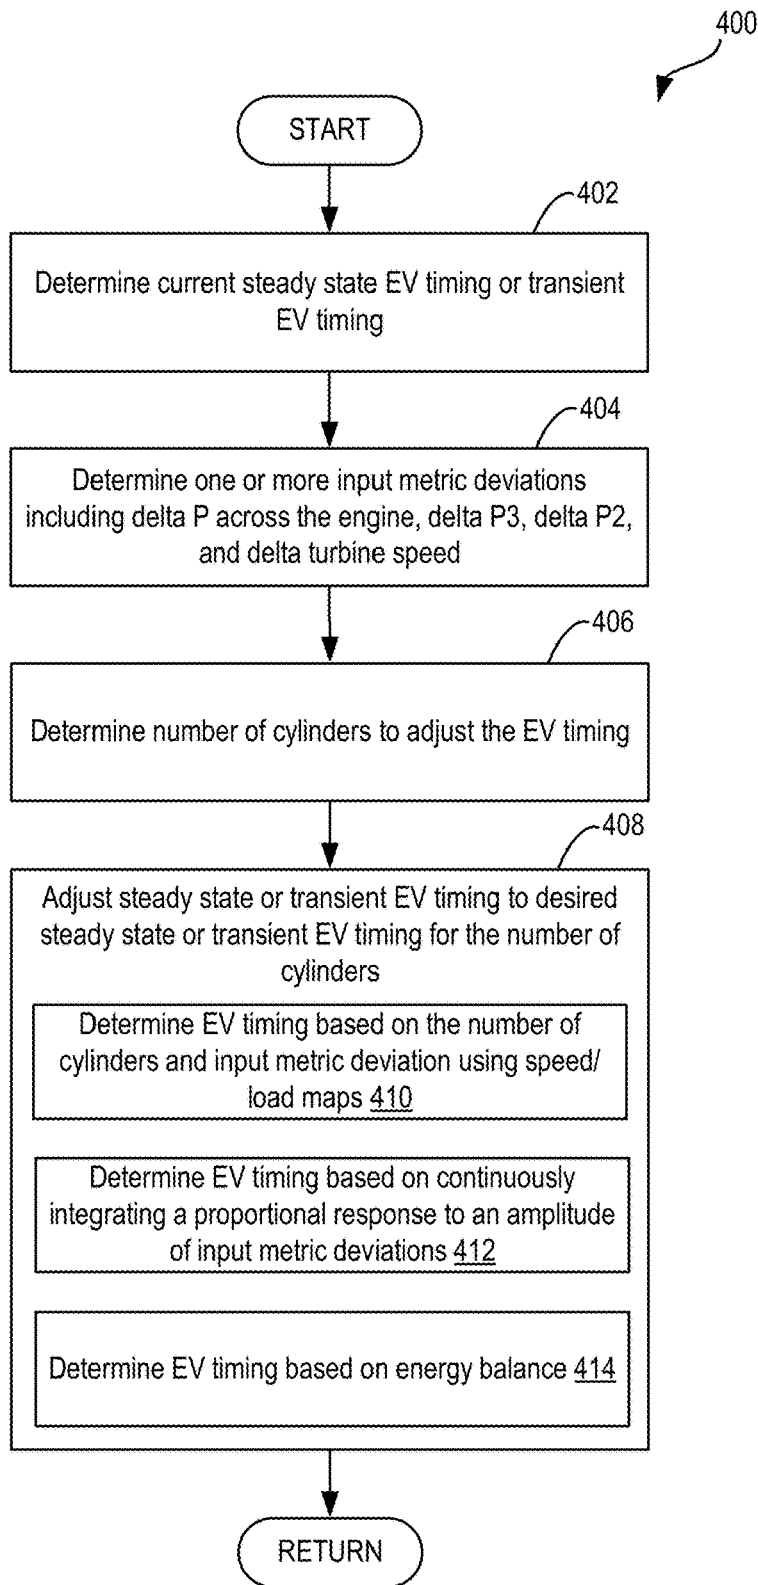 400
START
402
Determine current steady state EV timing or transient
EV timing
404
Determine one or more input metric deviations
including delta P across the engine, delta P3, delta P2,
and delta turbine speed
406
Determine number of cylinders to adjust the EV timing
408
Adjust steady state or transient EV timing to desired
steady state or transient EV timing for the number of
cylinders
Determine EV timing based on the number of
cylinders and input metric deviation using speed/
load maps 410
Determine EV timing based on continuously
integrating a proportional response to an amplitude
of input metric deviations 412
Determine EV timing based on energy balance 414
RETURN